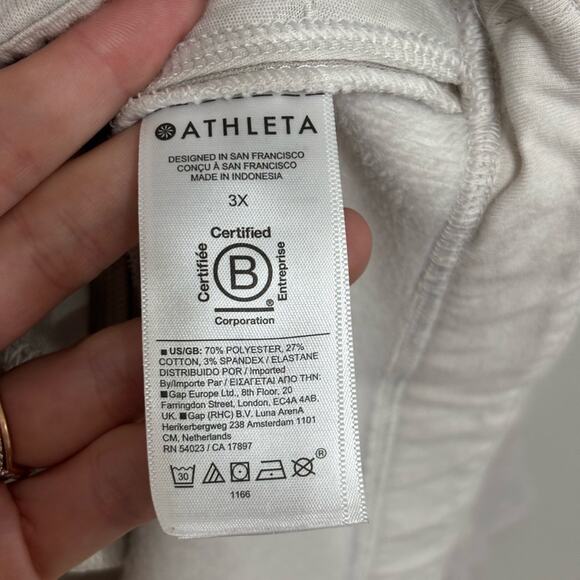 ATHLETA
DESIGNED IN SAN FRANCISCO
CONÇU À SAN FRANCISCO
MADE IN INDONESIA
3X
Certified
Certifiée
B
Entreprise
®
Corporation
US/GB: 70% POLYESTER, 27%
COTTON, 3% SPANDEX / ELASTANE
DISTRIBUIDO POR / Imported
By/Importe Par / ΕΙΣΑΓΕΤΑΙ ΑΠΟ ΤΗΝ:
Gap Europe Ltd., 8th Floor, 20
Farringdon Street, London, EC4A 4AB.
UK. Gap (RHC) B.V. Luna ArenA
Herikerbergweg 238 Amsterdam 1101
CM, Netherlands
RN 54023 / CA 17897
30
®
1166